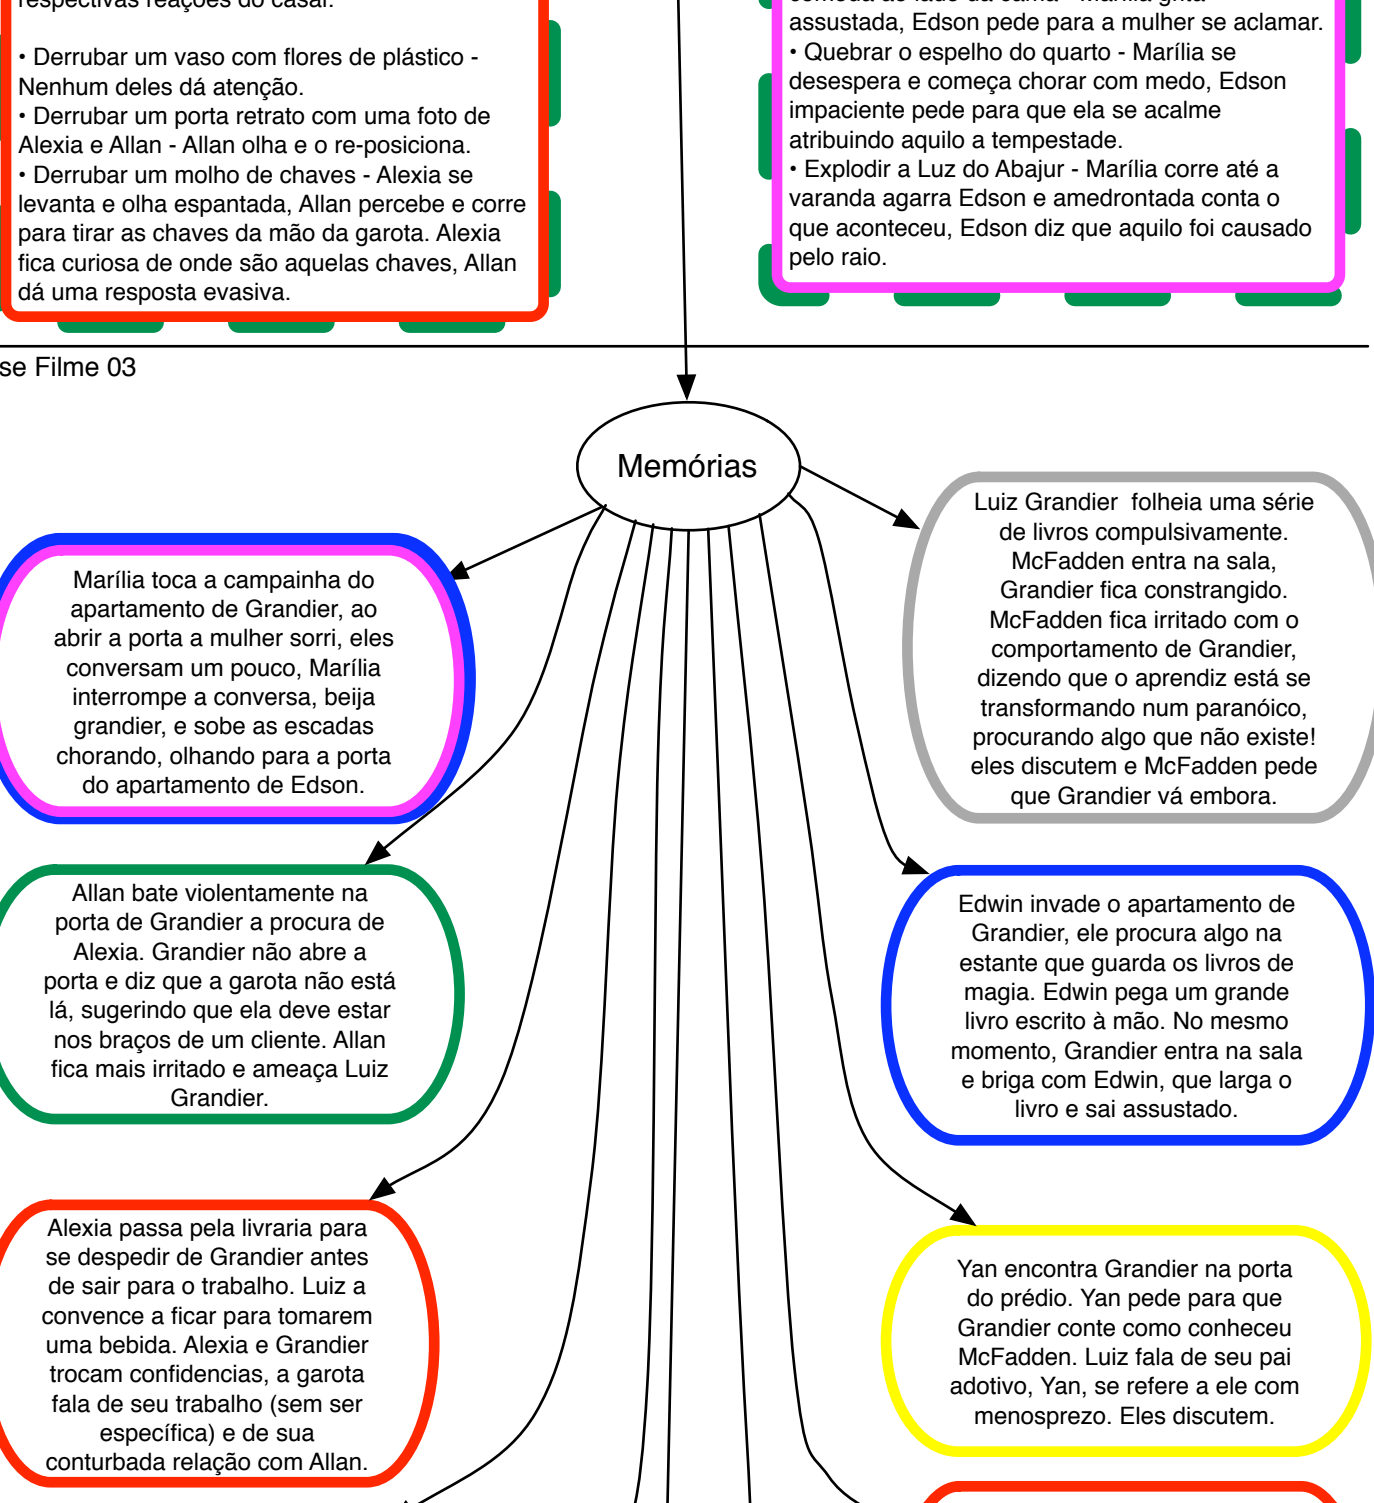 respectivas reações do casal.
• Derrubar um vaso com flores de plástico -
Nenhum deles dá atenção.
• Derrubar um porta retrato com uma foto de
Alexia e Allan - Allan olha e o re-posiciona.
• Derrubar um molho de chaves - Alexia se
levanta e olha espantada, Allan percebe e corre
para tirar as chaves da mão da garota. Alexia
fica curiosa de onde são aquelas chaves, Allan
dá uma resposta evasiva.
comoda ao lado da cama - Marília grita
assustada, Edson pede para a mulher se aclamar.
• Quebrar o espelho do quarto - Marília se
desespera e começa chorar com medo, Edson
impaciente pede para que ela se acalme
atribuindo aquilo a tempestade.
• Explodir a Luz do Abajur - Marília corre até a
varanda agarra Edson e amedrontada conta o
que aconteceu, Edson diz que aquilo foi causado
pelo raio.
se Filme 03
Memórias
Marília toca a campainha do
apartamento de Grandier, ao
abrir a porta a mulher sorri, eles
conversam um pouco, Marília
interrompe a conversa, beija
grandier, e sobe as escadas
chorando, olhando para a porta
do apartamento de Edson.
Luiz Grandier  folheia uma série
de livros compulsivamente.
McFadden entra na sala,
Grandier fica constrangido.
McFadden fica irritado com o
comportamento de Grandier,
dizendo que o aprendiz está se
transformando num paranóico,
procurando algo que não existe!
eles discutem e McFadden pede
que Grandier vá embora.
Allan bate violentamente na
porta de Grandier a procura de
Alexia. Grandier não abre a
porta e diz que a garota não está
lá, sugerindo que ela deve estar
nos braços de um cliente. Allan
fica mais irritado e ameaça Luiz
Grandier.
Edwin invade o apartamento de
Grandier, ele procura algo na
estante que guarda os livros de
magia. Edwin pega um grande
livro escrito à mão. No mesmo
momento, Grandier entra na sala
e briga com Edwin, que larga o
livro e sai assustado.
Alexia passa pela livraria para
se despedir de Grandier antes
de sair para o trabalho. Luiz a
convence a ficar para tomarem
uma bebida. Alexia e Grandier
trocam confidencias, a garota
fala de seu trabalho (sem ser
específica) e de sua
conturbada relação com Allan.
Yan encontra Grandier na porta
do prédio. Yan pede para que
Grandier conte como conheceu
McFadden. Luiz fala de seu pai
adotivo, Yan, se refere a ele com
menosprezo. Eles discutem.